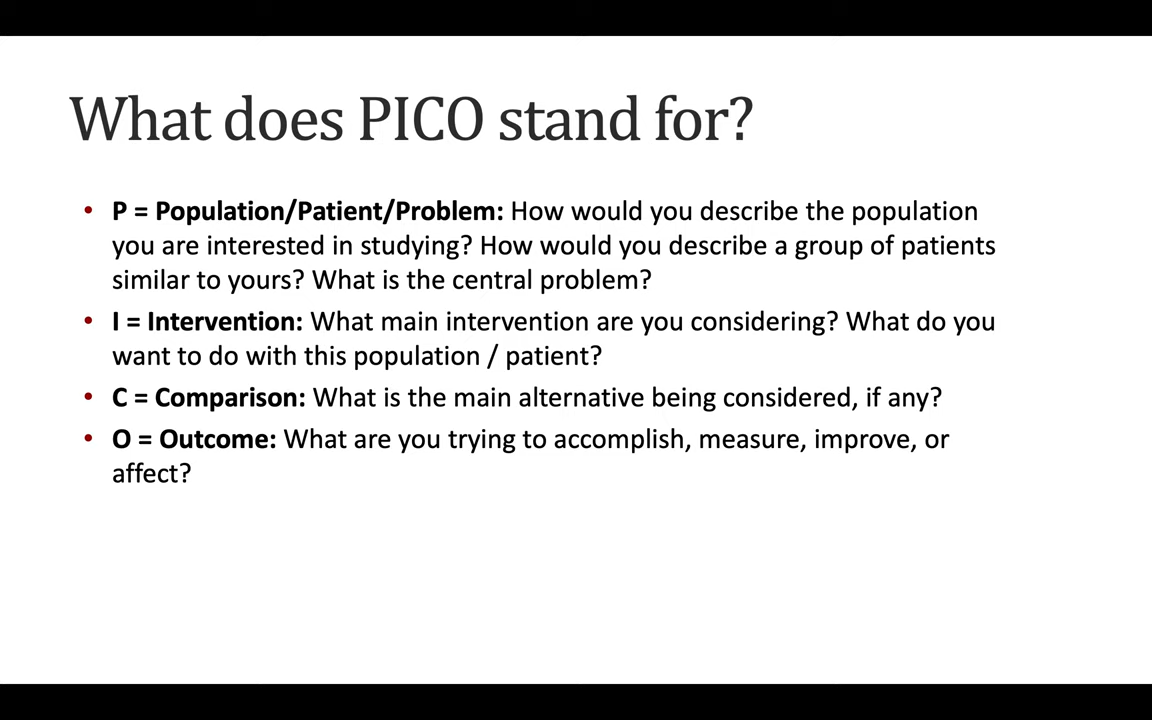 What does PICO stand for?
• P = Population/Patient/Problem: How would you describe the population
you are interested in studying? How would you describe a group of patients
similar to yours? What is the central problem?
• I = Intervention: What main intervention are you considering? What do you
want to do with this population / patient?
• C = Comparison: What is the main alternative being considered, if any?
• O = Outcome: What are you trying to accomplish, measure, improve, or
affect?